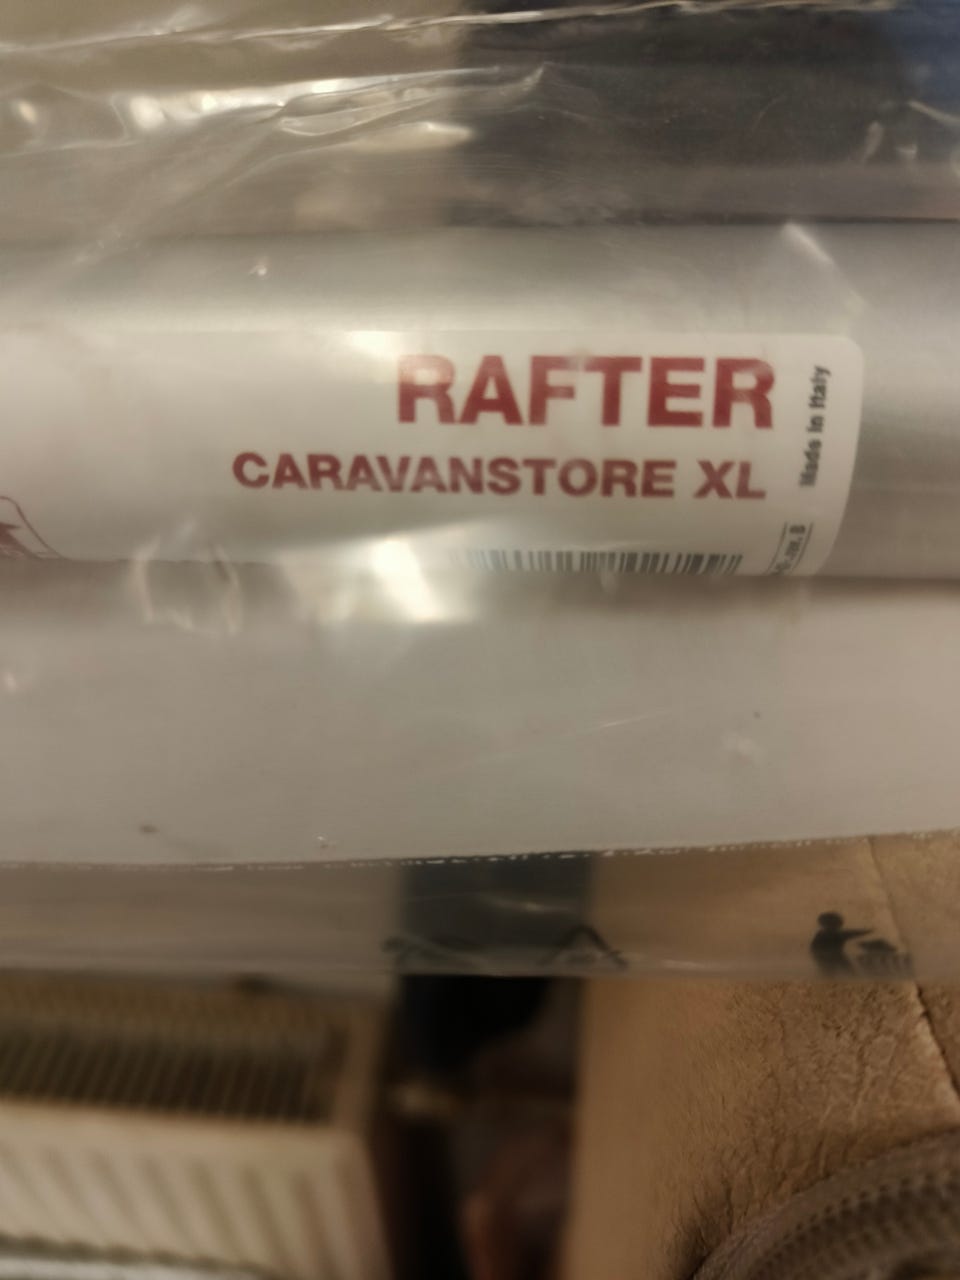 RAFTER
CARAVANSTORE XL
Made in Italy